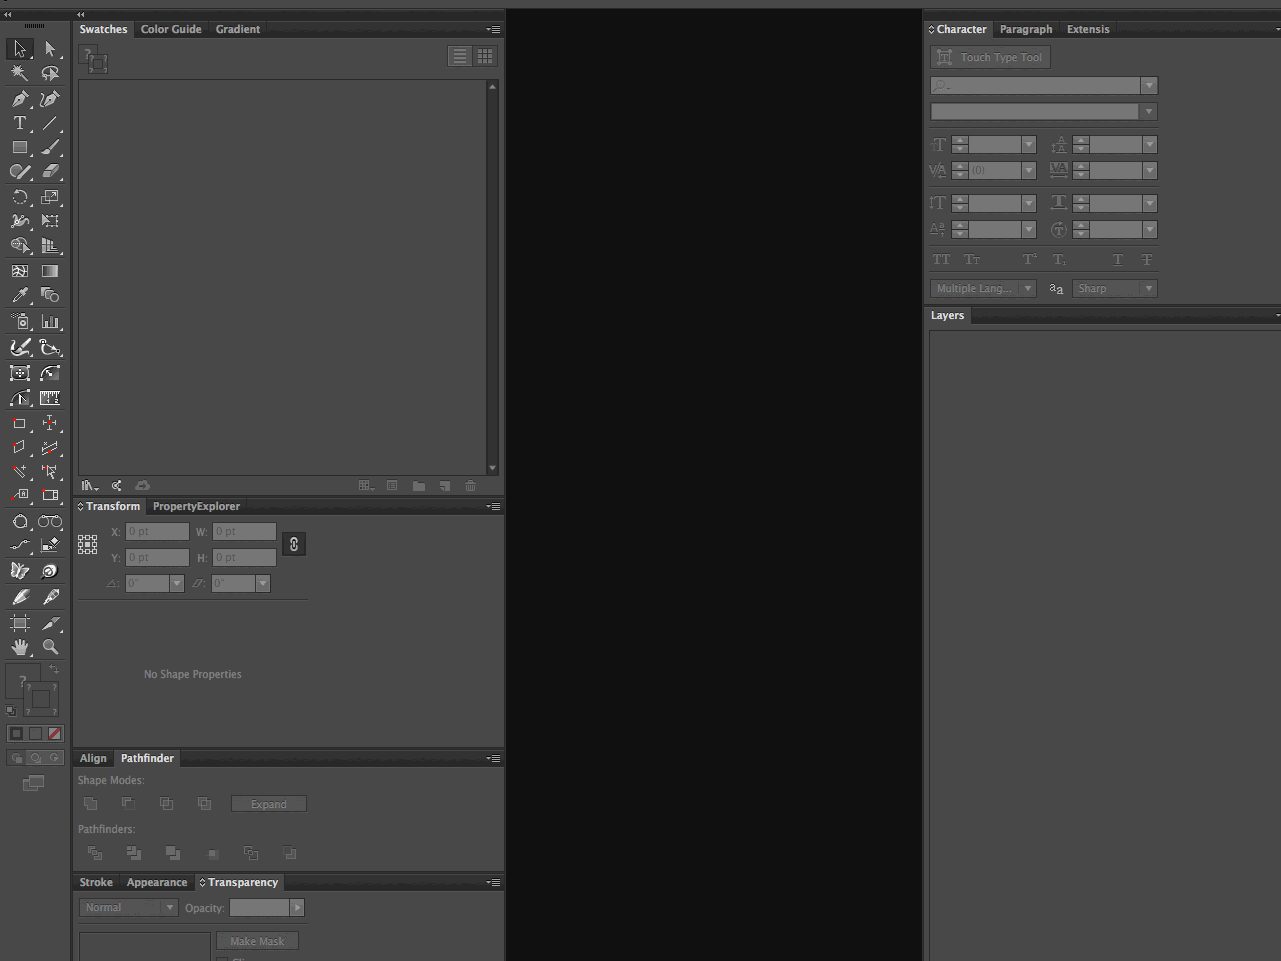 Swatches Color Guide Gradient
?
Transform PropertyExplorer
X: 0 pt W: 0 pt
Y: 0 pt H: 0 pt
0° 0°
No Shape Properties
?
? ?
? ?
Align Pathfinder
Shape Modes:
Expand
Pathfinders:
Stroke Appearance Transparency
Normal Opacity:
Make Mask
Character Paragraph Extensis
Touch Type Tool
(0)
Multiple Lang... aa Sharp
Layers